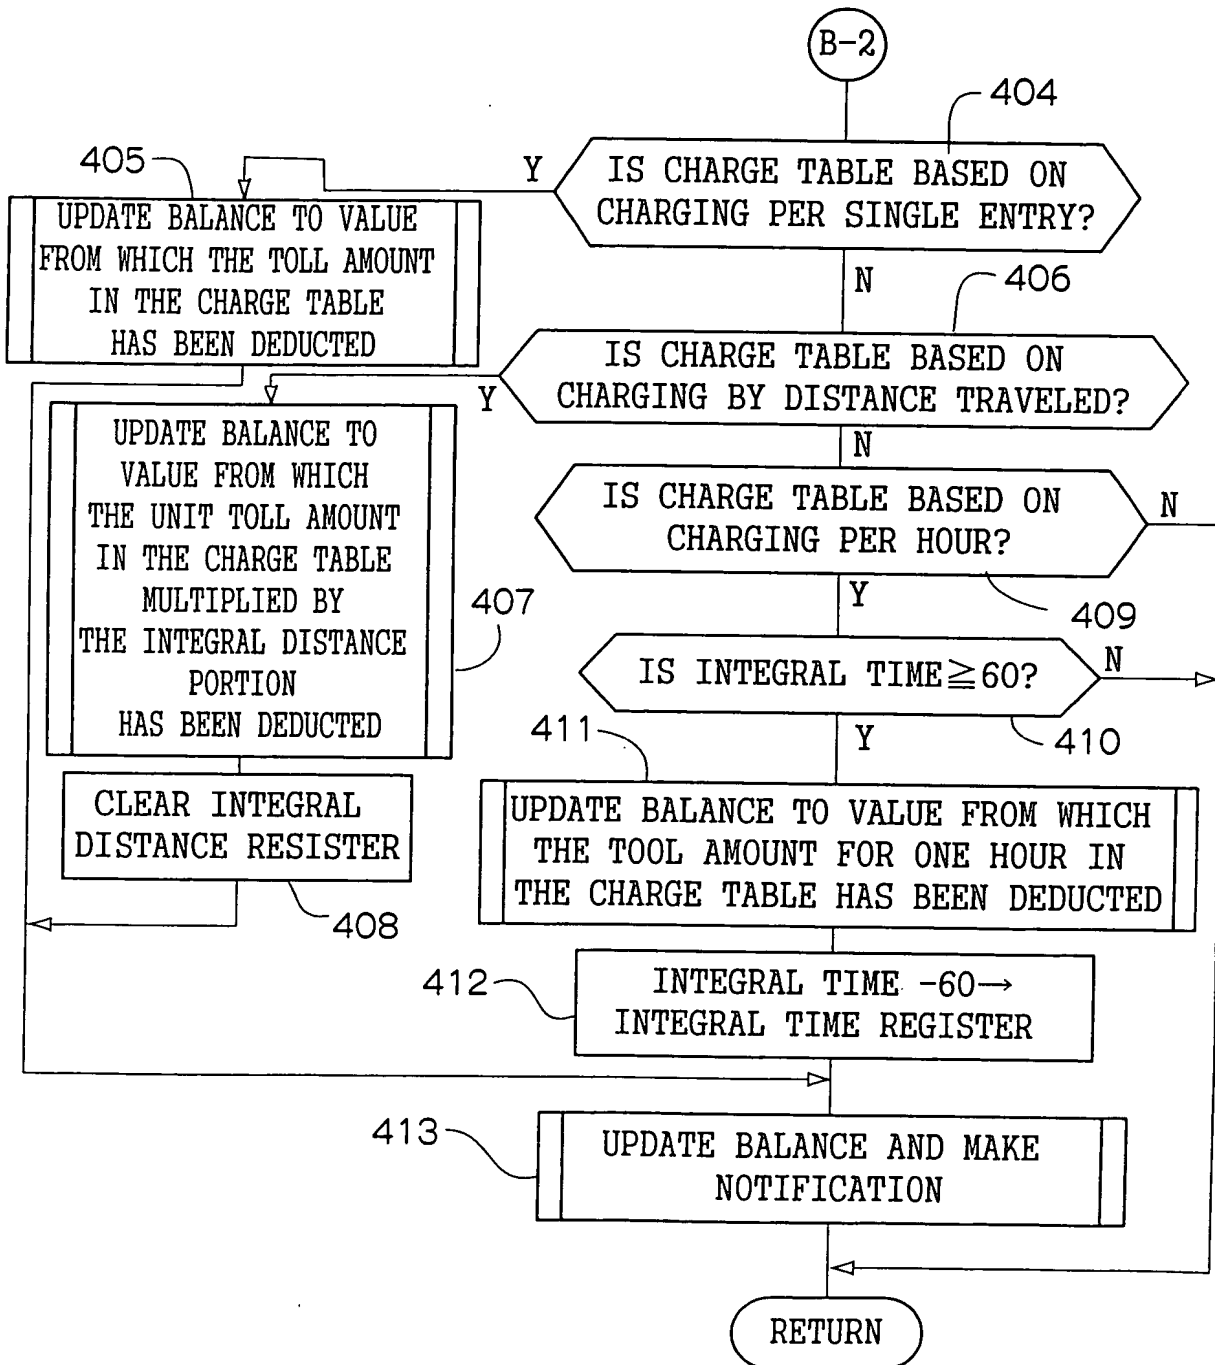 B-2
404
IS CHARGE TABLE BASED ON
CHARGING PER SINGLE ENTRY?
Y
N
405
UPDATE BALANCE TO VALUE
FROM WHICH THE TOLL AMOUNT
IN THE CHARGE TABLE
HAS BEEN DEDUCTED
406
IS CHARGE TABLE BASED ON
CHARGING BY DISTANCE TRAVELED?
Y
N
UPDATE BALANCE TO
VALUE FROM WHICH
THE UNIT TOLL AMOUNT
IN THE CHARGE TABLE
MULTIPLIED BY
THE INTEGRAL DISTANCE
PORTION
HAS BEEN DEDUCTED
407
CLEAR INTEGRAL
DISTANCE RESISTER
408
IS CHARGE TABLE BASED ON
CHARGING PER HOUR?
N
Y
409
IS INTEGRAL TIME≧60?
N
Y
410
411
UPDATE BALANCE TO VALUE FROM WHICH
THE TOOL AMOUNT FOR ONE HOUR IN
THE CHARGE TABLE HAS BEEN DEDUCTED
412
INTEGRAL TIME -60→
INTEGRAL TIME REGISTER
413
UPDATE BALANCE AND MAKE
NOTIFICATION
RETURN